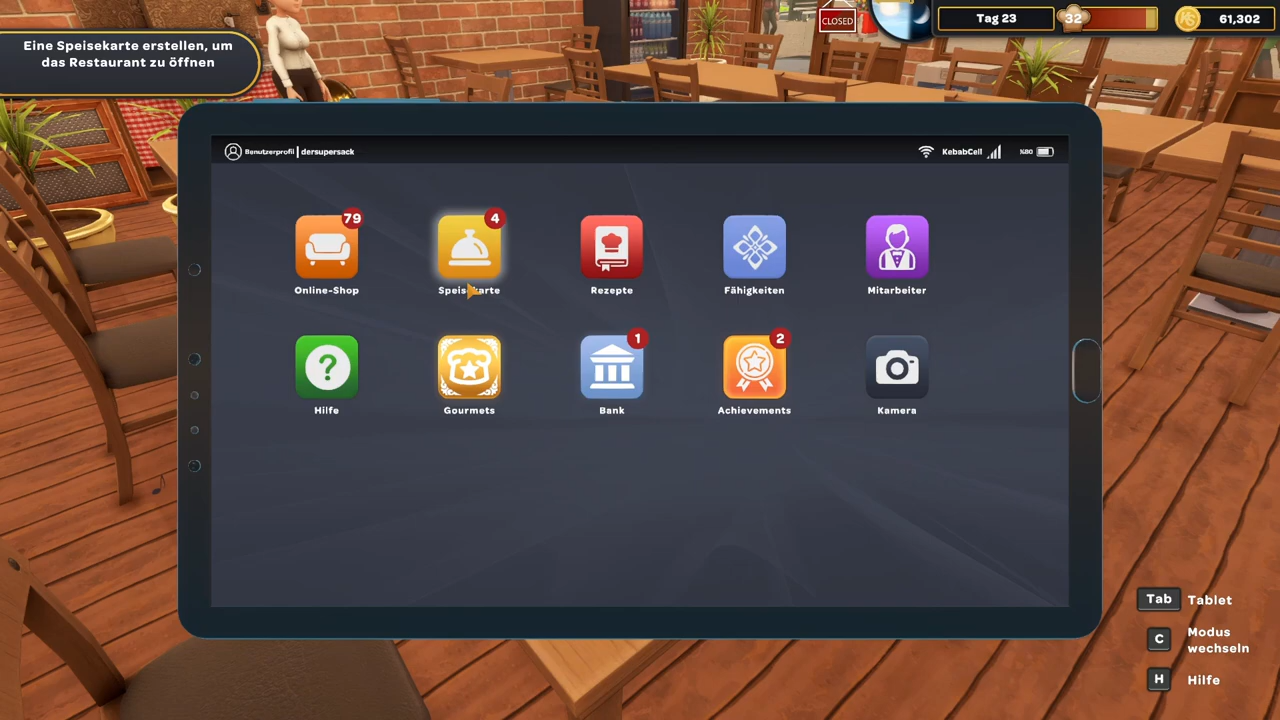 Eine Speisekarte erstellen, um
das Restaurant zu öffnen
CLOSED
Tag 23
32
61,302
Benutzerprofil | dersupersack
KebabCell
%80
79
4
Online-Shop
Speisekarte
Rezepte
Fähigkeiten
Mitarbeiter
1
2
?
Hilfe
Gourmets
Bank
Achievements
Kamera
Tab Tablet
C Modus
wechseln
H Hilfe